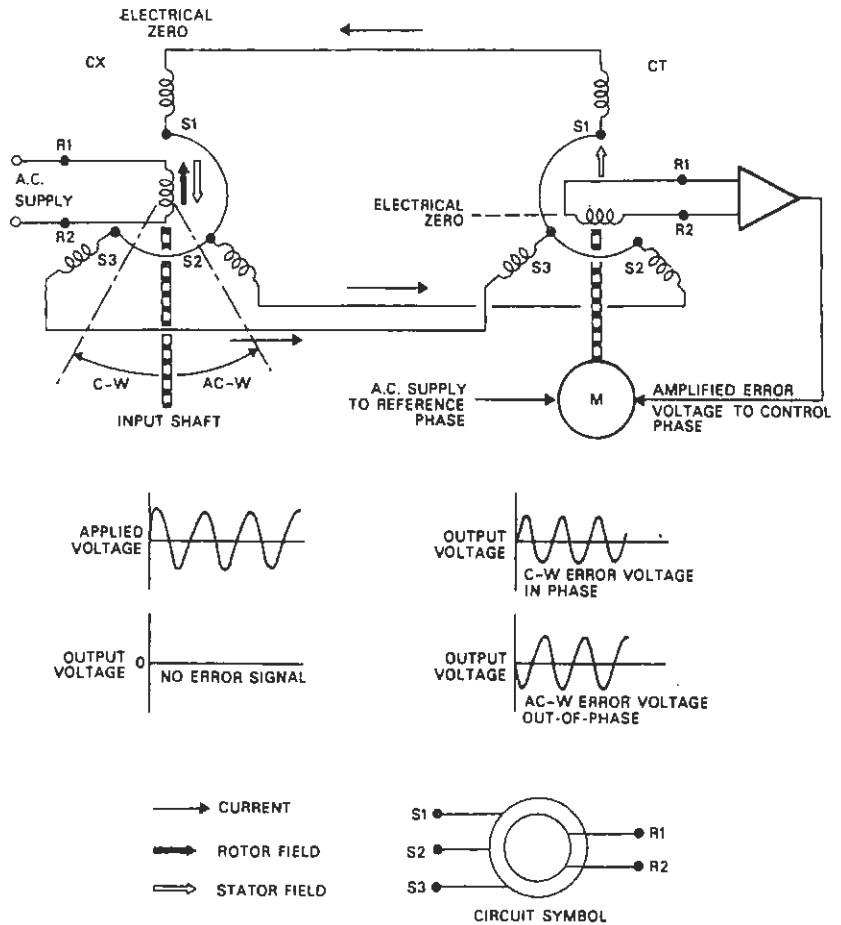 ELECTRICAL
ZERO
CX
CT
S1
S1
R1
R1
A.C.
SUPPLY
ELECTRICAL
ZERO
R2
R2
S3
S2
S3
S2
C-W
AC-W
INPUT SHAFT
A.C. SUPPLY
TO REFERENCE
PHASE
M
AMPLIFIED ERROR
VOLTAGE TO CONTROL
PHASE
APPLIED
VOLTAGE
OUTPUT
VOLTAGE
C-W ERROR VOLTAGE
IN PHASE
OUTPUT
VOLTAGE
0
NO ERROR SIGNAL
OUTPUT
VOLTAGE
AC-W ERROR VOLTAGE
OUT-OF-PHASE
CURRENT
ROTOR FIELD
STATOR FIELD
S1
S2
S3
R1
R2
CIRCUIT SYMBOL